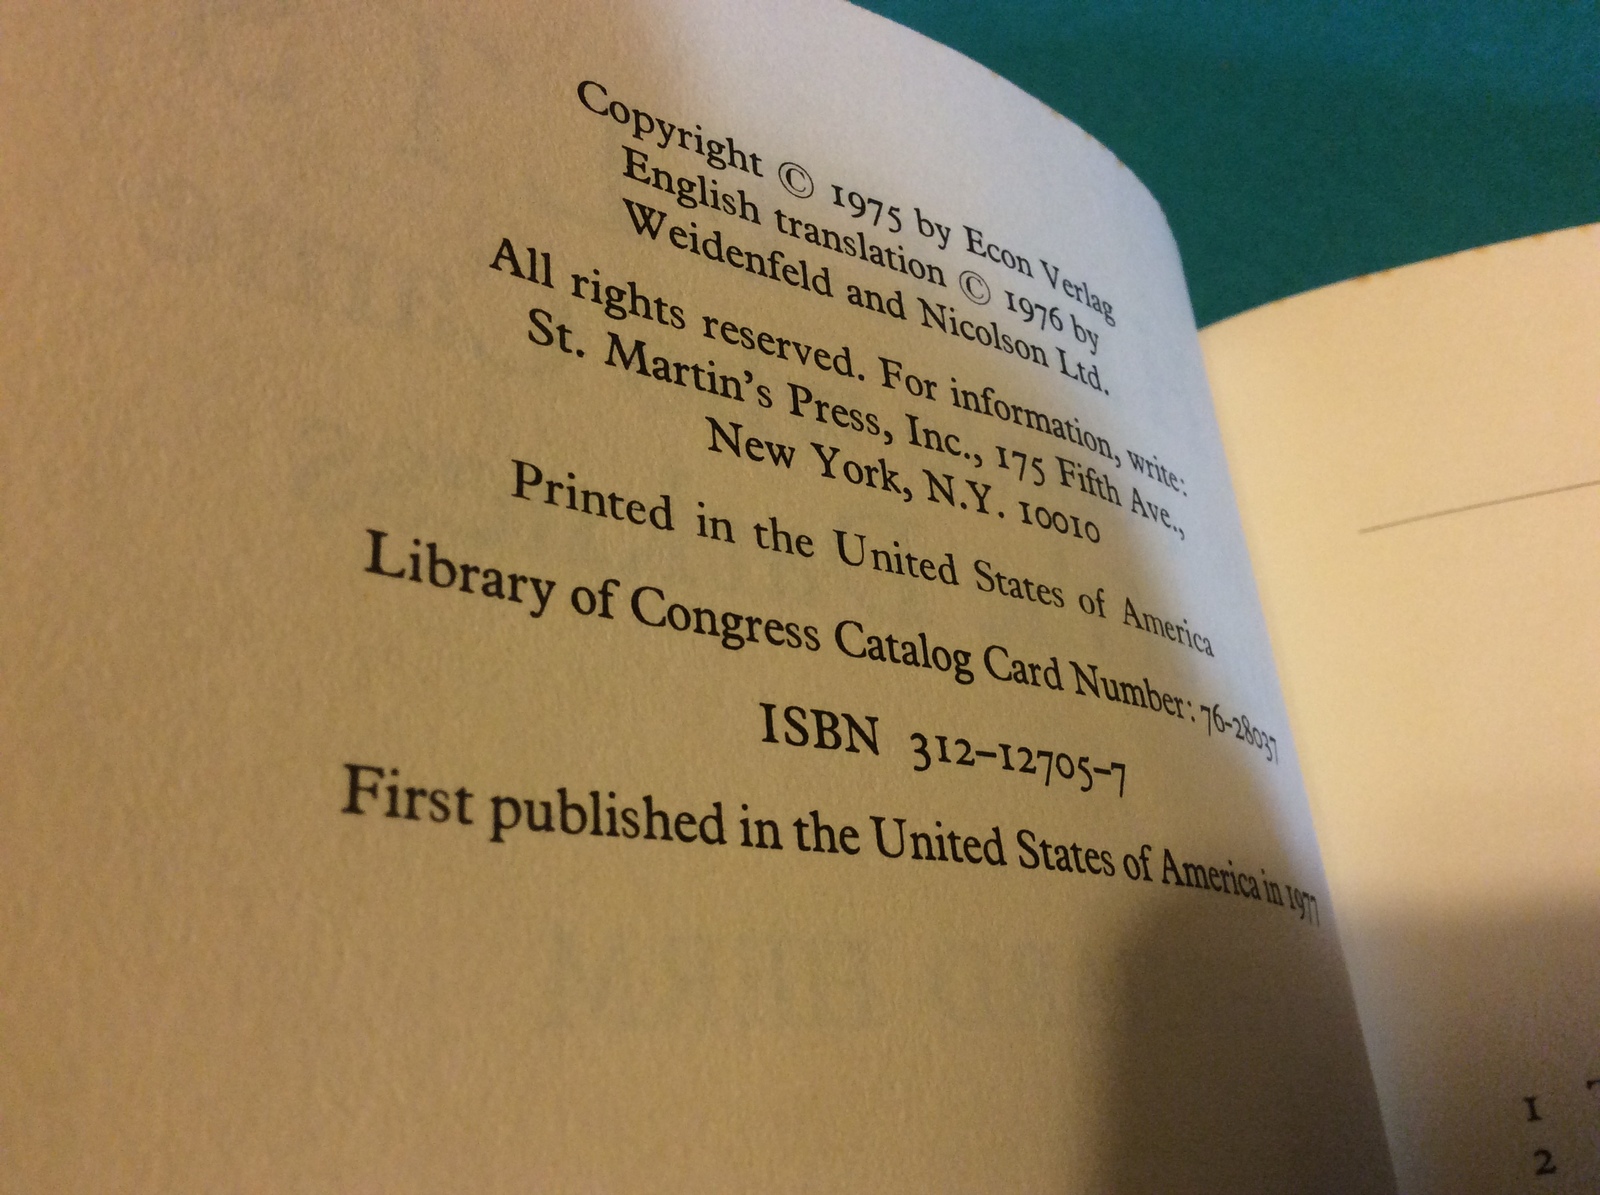 Copyright © 1975 by Econ Verlag
English translation © 1976 by
Weidenfeld and Nicolson Ltd.
All rights reserved. For information, write:
St. Martin's Press, Inc., 175 Fifth Ave.,
New York, N.Y. 10010
Printed in the United States of America
Library of Congress Catalog Card Number: 76-28037
ISBN 312–12705–7
First published in the United States of America in 1977
1
2